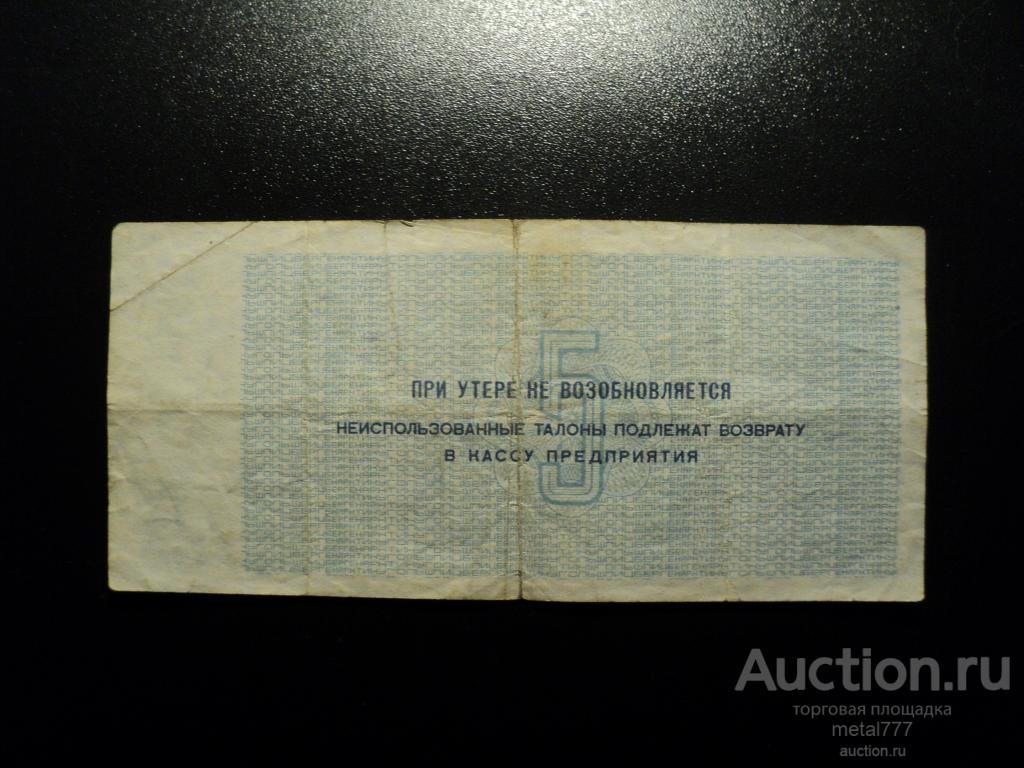 5
ПРИ УТЕРЕ НЕ ВОЗОБНОВЛЯЕТСЯ
НЕИСПОЛЬЗОВАННЫЕ ТАЛОНЫ ПОДЛЕЖАТ ВОЗВРАТУ
В КАССУ ПРЕДПРИЯТИЯ
Auction.ru
торговая площадка
metal777
auction.ru